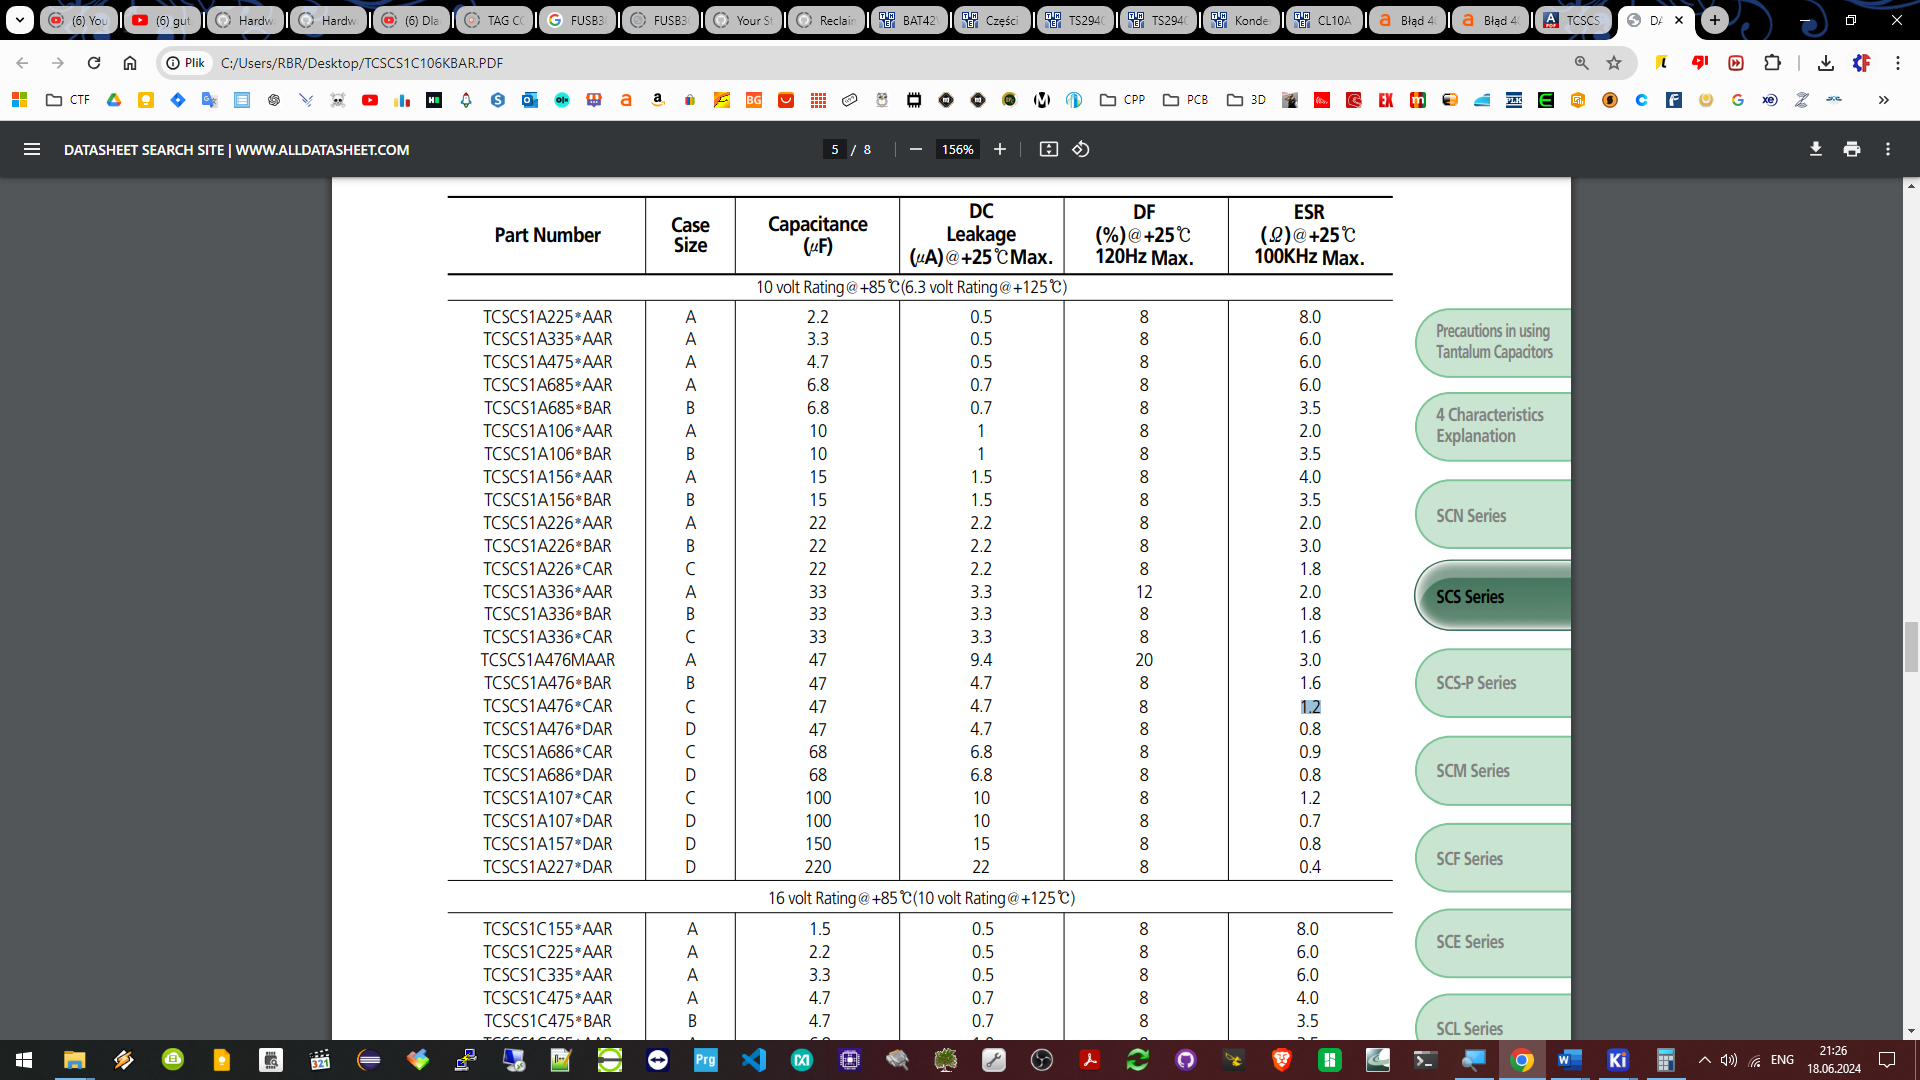 (6) You
(6) gut
Hardw
Hardw
(6) Dla
TAG CC
FUSB3
FUSB3
Your St
Reclain
BAT42
Części
TS2940
TS2940
Konder
CL10A
Błąd 4
Błąd 4
TCSCS
DA
Plik
C:/Users/RBR/Desktop/TCSCS1C106KBAR.PDF
CTF
CPP
PCB
3D
DATASHEET SEARCH SITE | WWW.ALLDATASHEET.COM
5 / 8
156%
Part Number Case Size Capacitance (μF) DC Leakage (μA)@+25℃Max. DF (%)@+25℃ 120Hz Max. ESR (Ω)@+25℃ 100KHz Max.
10 volt Rating@+85℃(6.3 volt Rating@+125℃)
TCSCS1A225*AAR A 2.2 0.5 8 8.0
TCSCS1A335*AAR A 3.3 0.5 8 6.0
TCSCS1A475*AAR A 4.7 0.5 8 6.0
TCSCS1A685*AAR A 6.8 0.7 8 6.0
TCSCS1A685*BAR B 6.8 0.7 8 3.5
TCSCS1A106*AAR A 10 1 8 2.0
TCSCS1A106*BAR B 10 1 8 3.5
TCSCS1A156*AAR A 15 1.5 8 4.0
TCSCS1A156*BAR B 15 1.5 8 3.5
TCSCS1A226*AAR A 22 2.2 8 2.0
TCSCS1A226*BAR B 22 2.2 8 3.0
TCSCS1A226*CAR C 22 2.2 8 1.8
TCSCS1A336*AAR A 33 3.3 12 2.0
TCSCS1A336*BAR B 33 3.3 8 1.8
TCSCS1A336*CAR C 33 3.3 8 1.6
TCSCS1A476MAAR A 47 9.4 20 3.0
TCSCS1A476*BAR B 47 4.7 8 1.6
TCSCS1A476*CAR C 47 4.7 8 1.2
TCSCS1A476*DAR D 47 4.7 8 0.8
TCSCS1A686*CAR C 68 6.8 8 0.9
TCSCS1A686*DAR D 68 6.8 8 0.8
TCSCS1A107*CAR C 100 10 8 1.2
TCSCS1A107*DAR D 100 10 8 0.7
TCSCS1A157*DAR D 150 15 8 0.8
TCSCS1A227*DAR D 220 22 8 0.4
16 volt Rating@+85℃(10 volt Rating@+125℃)
TCSCS1C155*AAR A 1.5 0.5 8 8.0
TCSCS1C225*AAR A 2.2 0.5 8 6.0
TCSCS1C335*AAR A 3.3 0.5 8 6.0
TCSCS1C475*AAR A 4.7 0.7 8 4.0
TCSCS1C475*BAR B 4.7 0.7 8 3.5
Precautions in using
Tantalum Capacitors
4 Characteristics
Explanation
SCN Series
SCS Series
SCS-P Series
SCM Series
SCF Series
SCE Series
SCL Series
ENG
21:26
18.06.2024